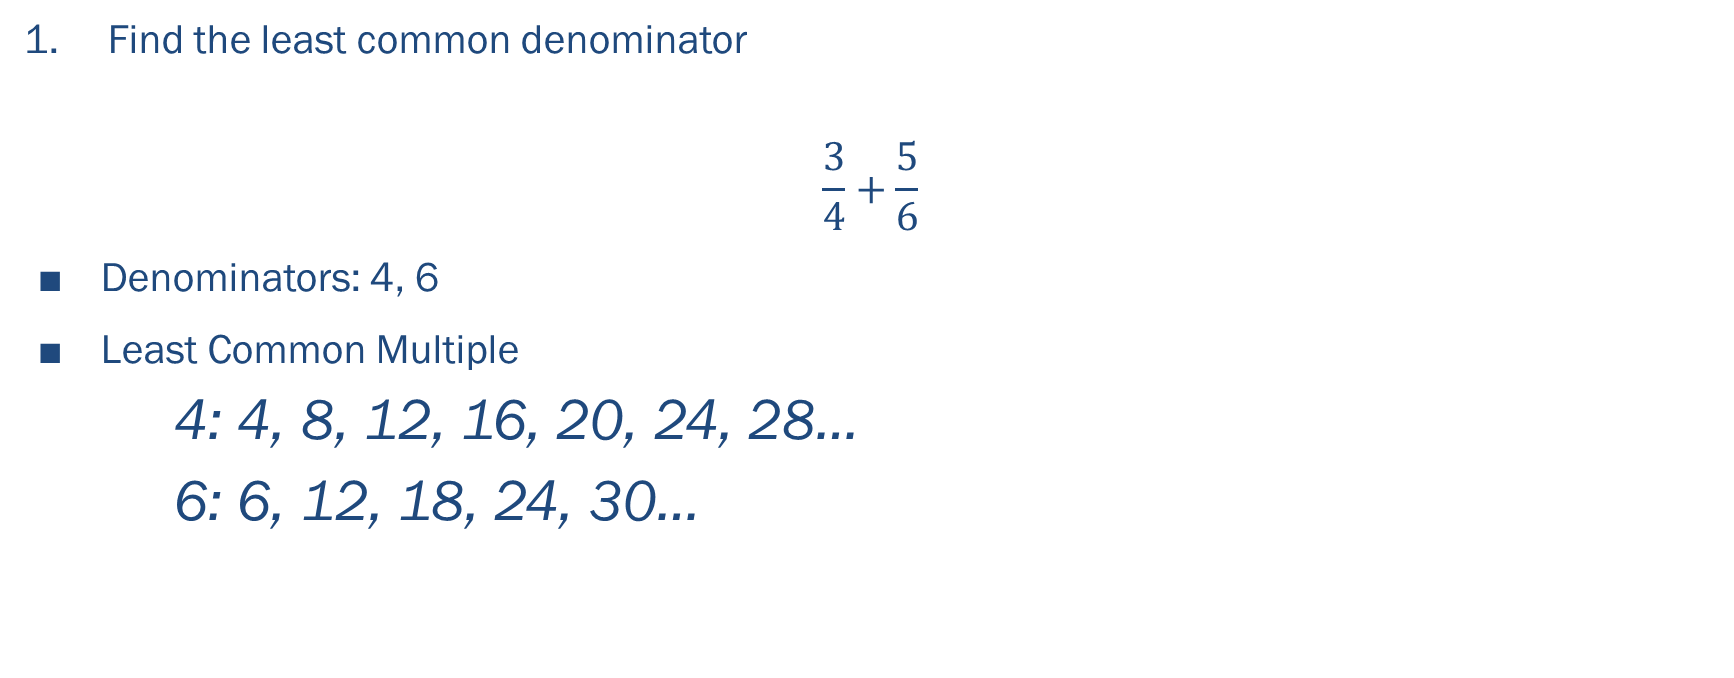 1. Find the least common denominator
3/4 + 5/6
■ Denominators: 4, 6
■ Least Common Multiple
4: 4, 8, 12, 16, 20, 24, 28...
6: 6, 12, 18, 24, 30...